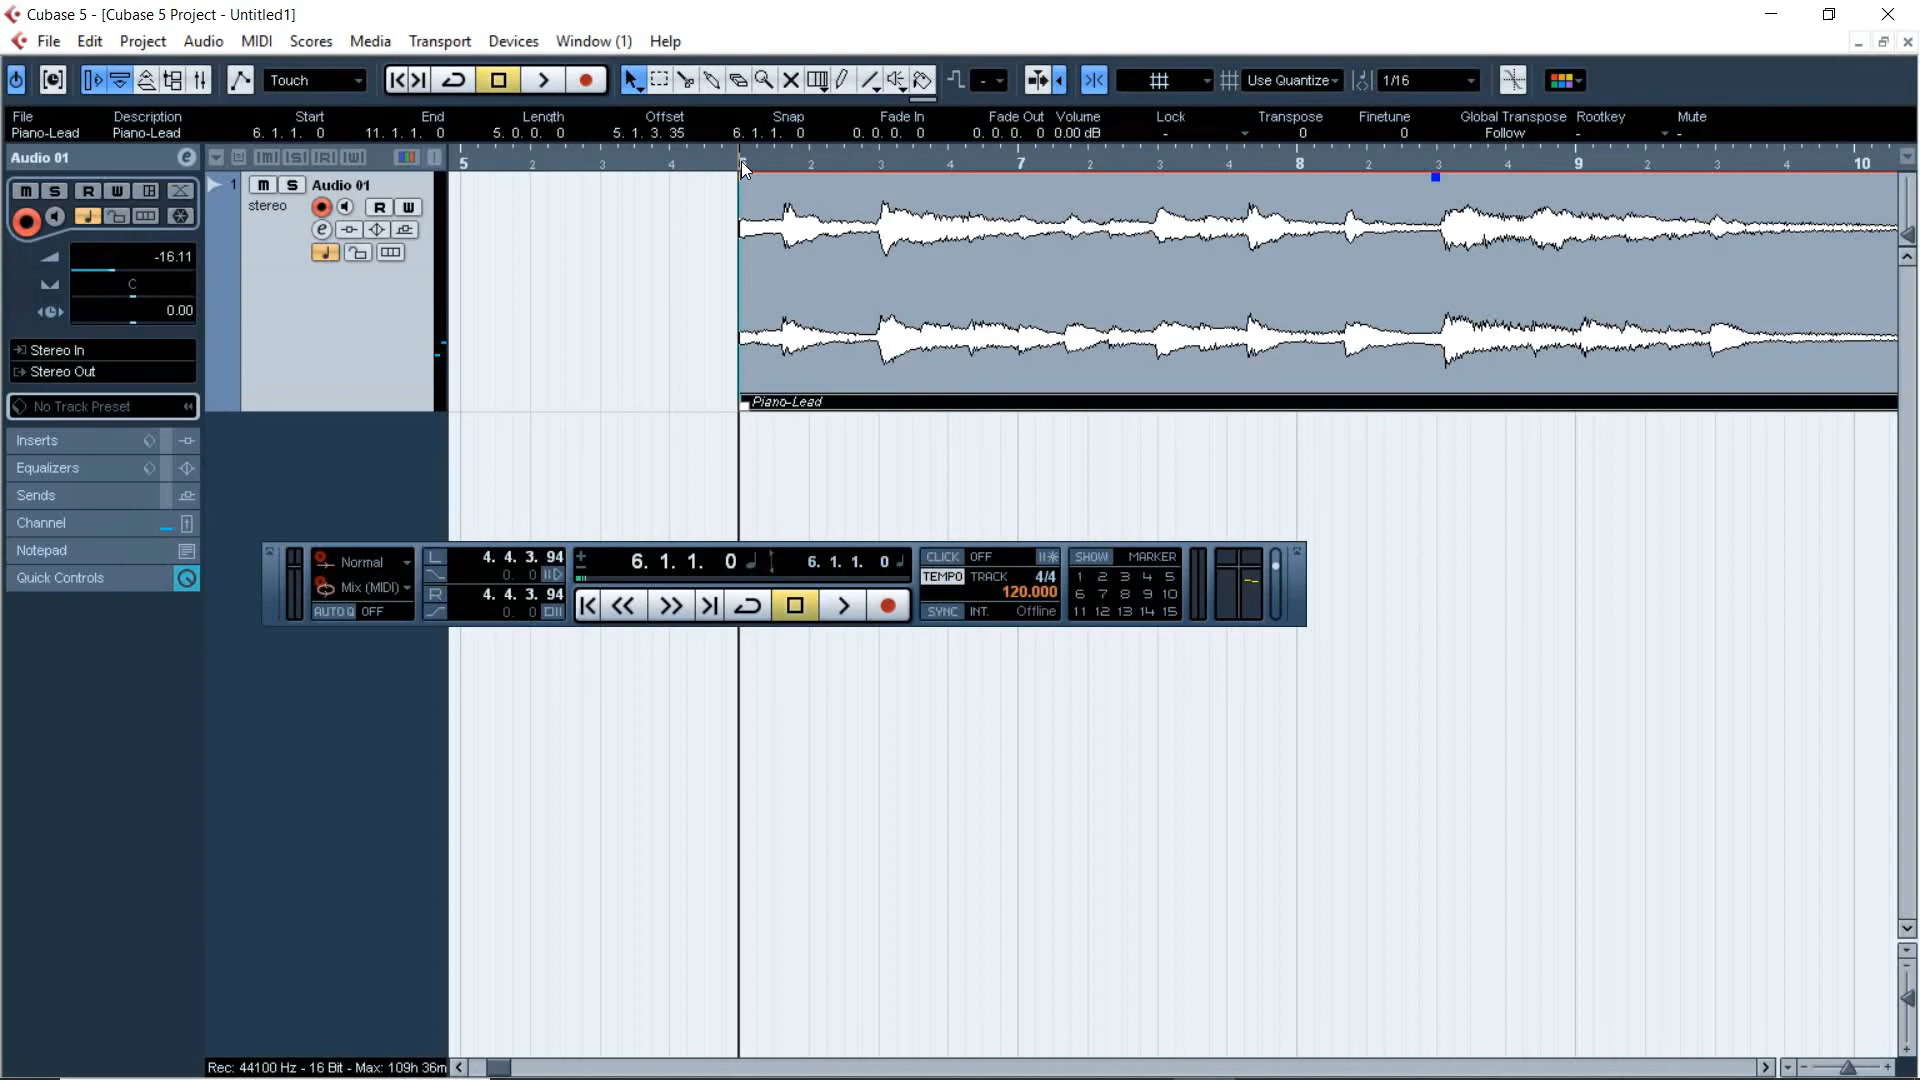 Cubase 5 - [Cubase 5 Project - Untitled1]
File Edit Project Audio MIDI Scores Media Transport Devices Window (1) Help
Touch Use Quantize 1/16
File Description Start End Length Offset Snap Fade In Fade Out Volume Lock Transpose Finetune Global Transpose Rootkey Mute
Piano-Lead Piano-Lead 6. 1. 1. 0 11. 1. 1. 0 5. 0. 0. 0 5. 1. 3. 35 6. 1. 1. 0 0. 0. 0. 0 0. 0. 0. 0 0.00 dB - 0 0 Follow - -
Audio 01 e M S R W 5 2 3 4 2 3 4 7 2 3 4 8 2 3 4 9 2 3 4 10
M S R W 1 M S Audio 01
stereo R W
e
-16.11
C
0.00
Stereo In
Stereo Out
No Track Preset
Piano-Lead
Inserts
Equalizers
Sends
Channel
Notepad
Quick Controls
Normal L 4. 4. 3. 94 6. 1. 1. 0 6. 1. 1. 0 CLICK OFF SHOW MARKER
0. 0 TEMPO TRACK 4/4 1 2 3 4 5
Mix (MIDI) R 4. 4. 3. 94 120.000 6 7 8 9 10
AUTO Q OFF 0. 0 SYNC INT. Offline 11 12 13 14 15
Rec: 44100 Hz - 16 Bit - Max: 109h 36m